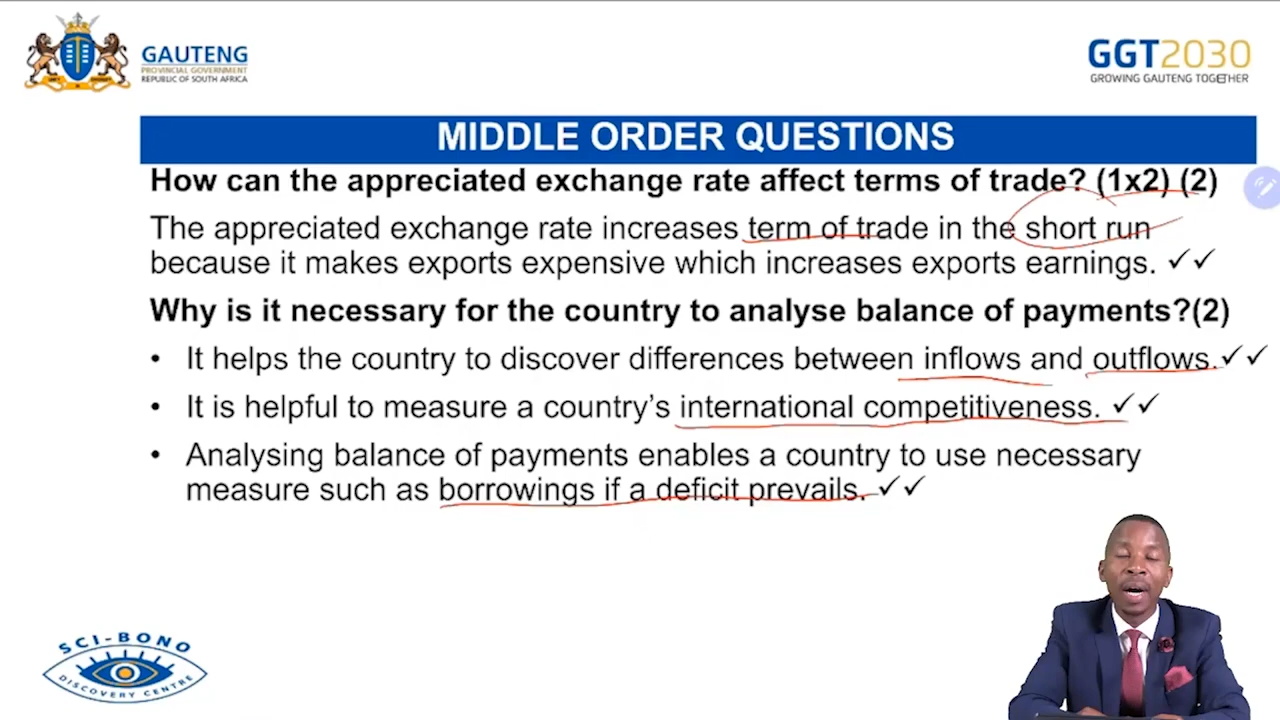 GAUTENG
PROVINCIAL GOVERNMENT
REPUBLIC OF SOUTH AFRICA
GGT2030
GROWING GAUTENG TOGETHER
MIDDLE ORDER QUESTIONS
How can the appreciated exchange rate affect terms of trade? (1x2) (2)
The appreciated exchange rate increases term of trade in the short run
because it makes exports expensive which increases exports earnings. ✓✓
Why is it necessary for the country to analyse balance of payments?(2)
• It helps the country to discover differences between inflows and outflows.✓✓
• It is helpful to measure a country’s international competitiveness. ✓✓
• Analysing balance of payments enables a country to use necessary
measure such as borrowings if a deficit prevails. ✓✓
SCI-BONO
DISCOVERY CENTRE